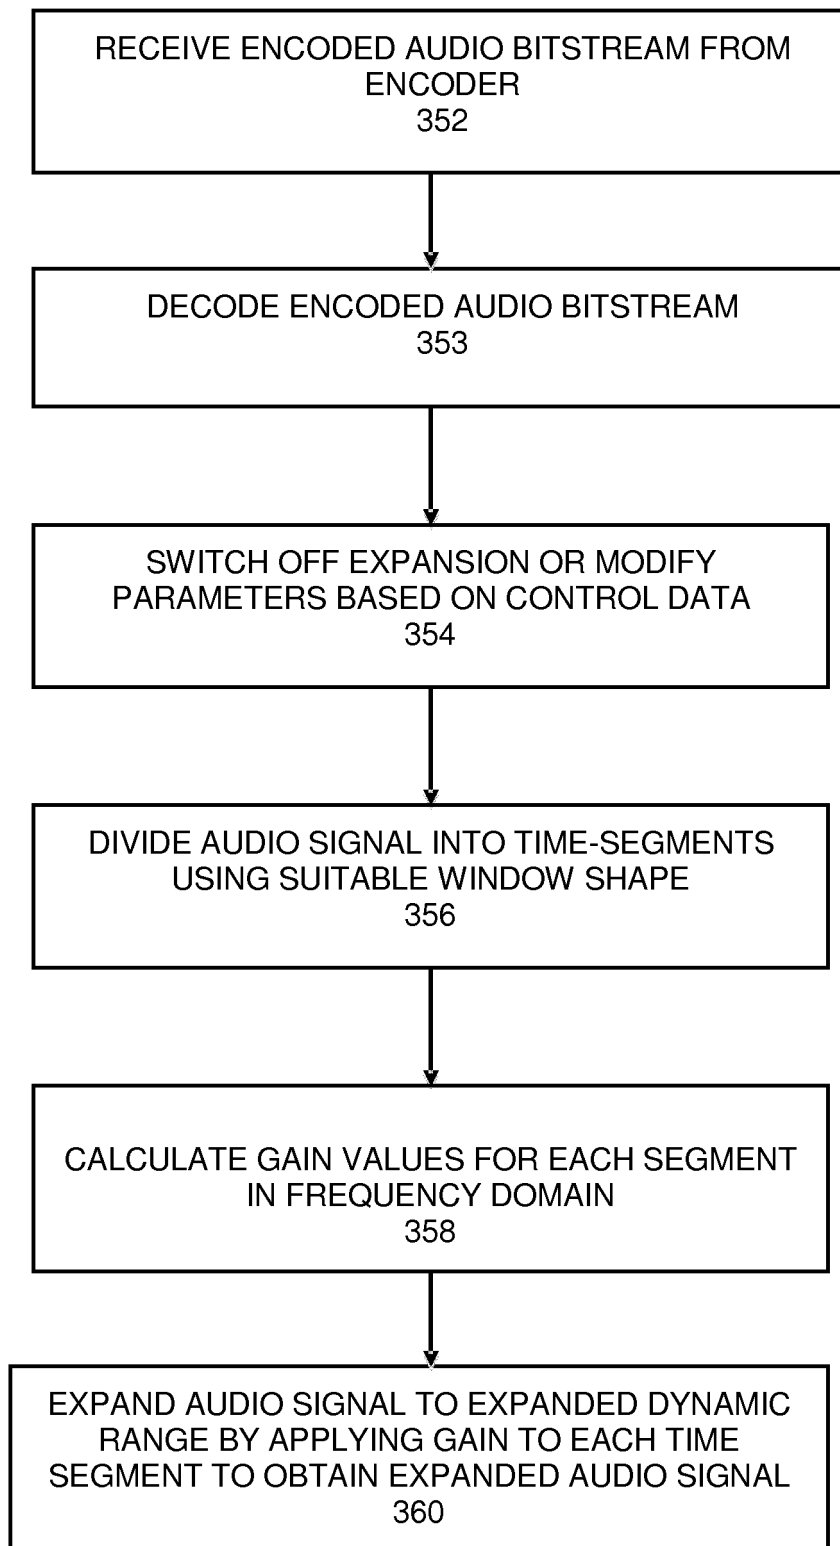 RECEIVE ENCODED AUDIO BITSTREAM FROM
ENCODER
352
DECODE ENCODED AUDIO BITSTREAM
353
SWITCH OFF EXPANSION OR MODIFY
PARAMETERS BASED ON CONTROL DATA
354
DIVIDE AUDIO SIGNAL INTO TIME-SEGMENTS
USING SUITABLE WINDOW SHAPE
356
CALCULATE GAIN VALUES FOR EACH SEGMENT
IN FREQUENCY DOMAIN
358
EXPAND AUDIO SIGNAL TO EXPANDED DYNAMIC
RANGE BY APPLYING GAIN TO EACH TIME
SEGMENT TO OBTAIN EXPANDED AUDIO SIGNAL
360